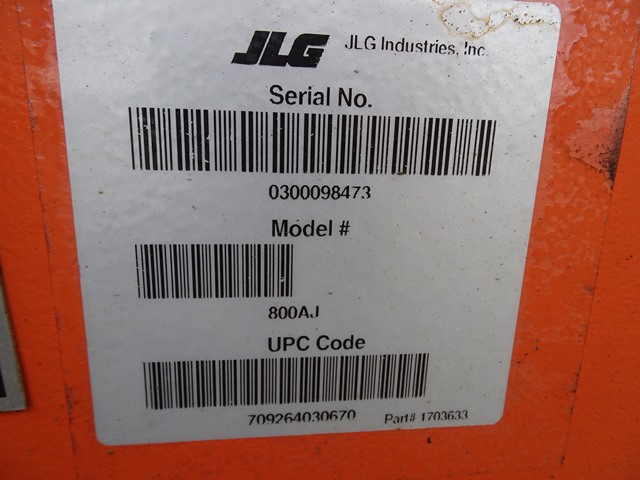 JLG JLG Industries, Inc.
Serial No.
0300098473
Model #
800AJ
UPC Code
709264030670 Part# 1703633